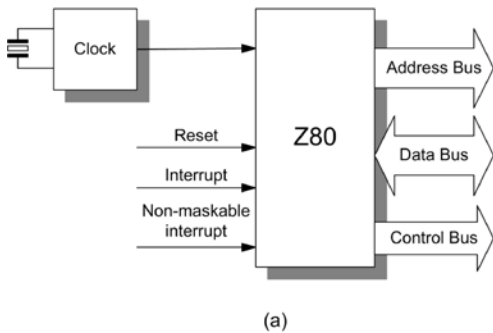 Clock
Z80
Address Bus
Reset
Data Bus
Interrupt
Non-maskable
interrupt
Control Bus
(a)